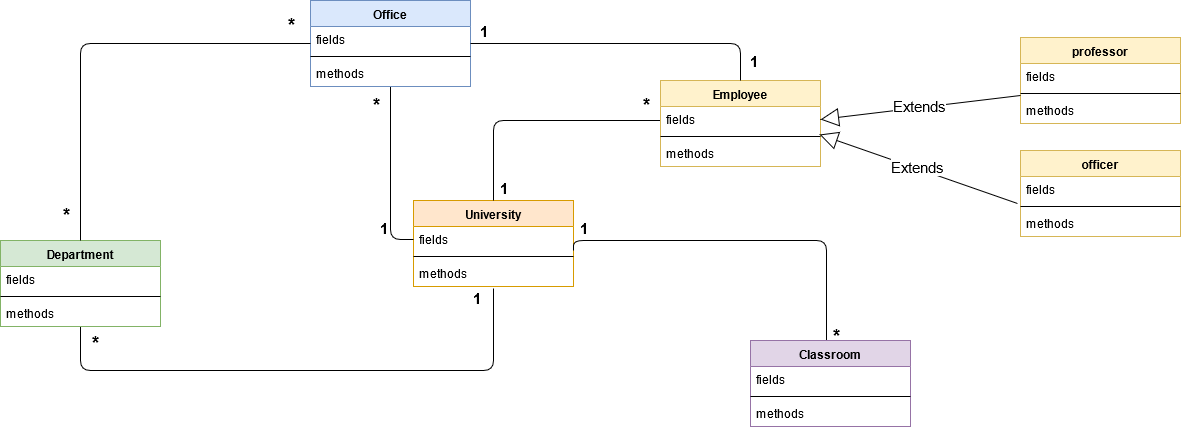 Office
fields
methods
*
1
1
*
*
1
1
*
*
1
1
*
*
Employee
fields
methods
Extends
Extends
professor
fields
methods
officer
fields
methods
University
fields
methods
Department
fields
methods
Classroom
fields
methods